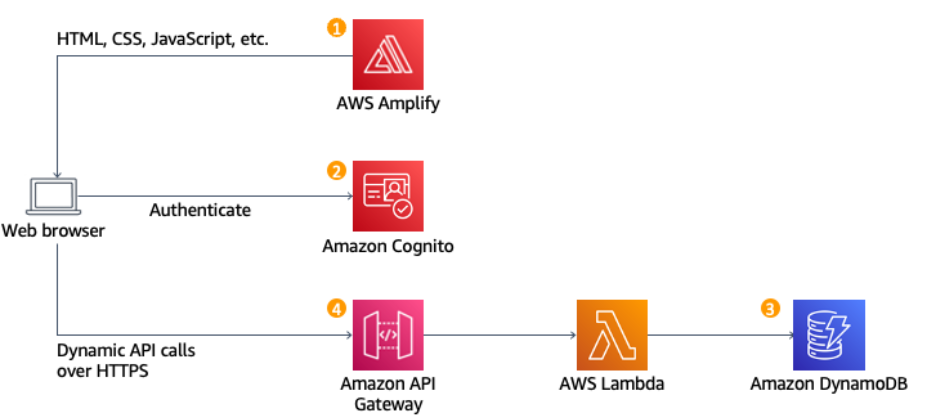 1
HTML, CSS, JavaScript, etc.
AWS Amplify
2
Authenticate
Web browser
Amazon Cognito
4
3
Dynamic API calls
over HTTPS
Amazon API
Gateway
AWS Lambda
Amazon DynamoDB